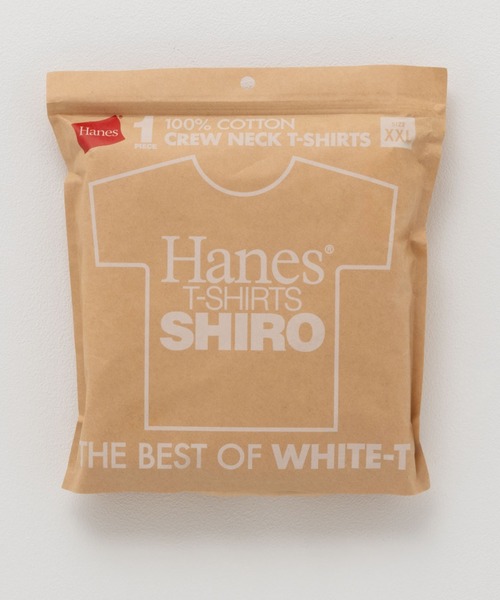 Hanes
1 PIECE
100% COTTON
CREW NECK T-SHIRTS
SIZE
XXL
Hanes®
T-SHIRTS
SHIRO
THE BEST OF WHITE-T